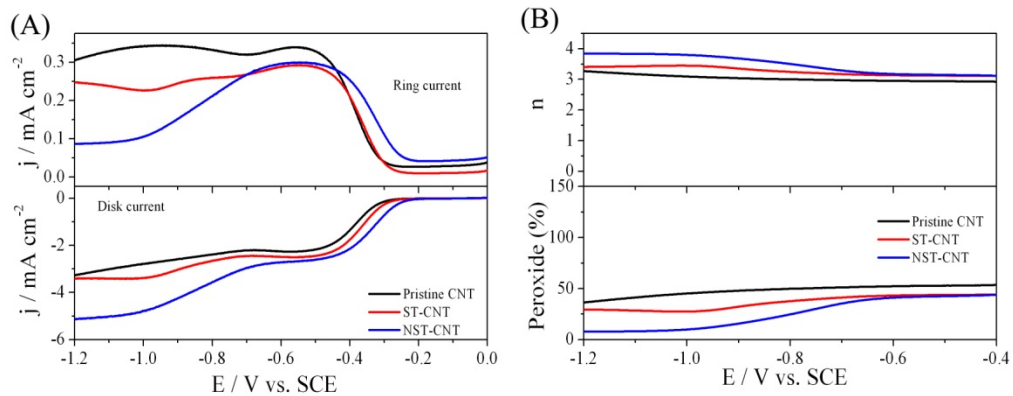 (A)
j / mA cm-2
0.3
0.2
0.1
0.0
Ring current
j / mA cm-2
0
-2
-4
-6
Disk current
Pristine CNT
ST-CNT
NST-CNT
-1.2 -1.0 -0.8 -0.6 -0.4 -0.2 0.0
E / V vs. SCE
(B)
n
4
3
2
1
0
Peroxide (%)
150
100
50
0
Pristine CNT
ST-CNT
NST-CNT
-1.2 -1.0 -0.8 -0.6 -0.4
E / V vs. SCE